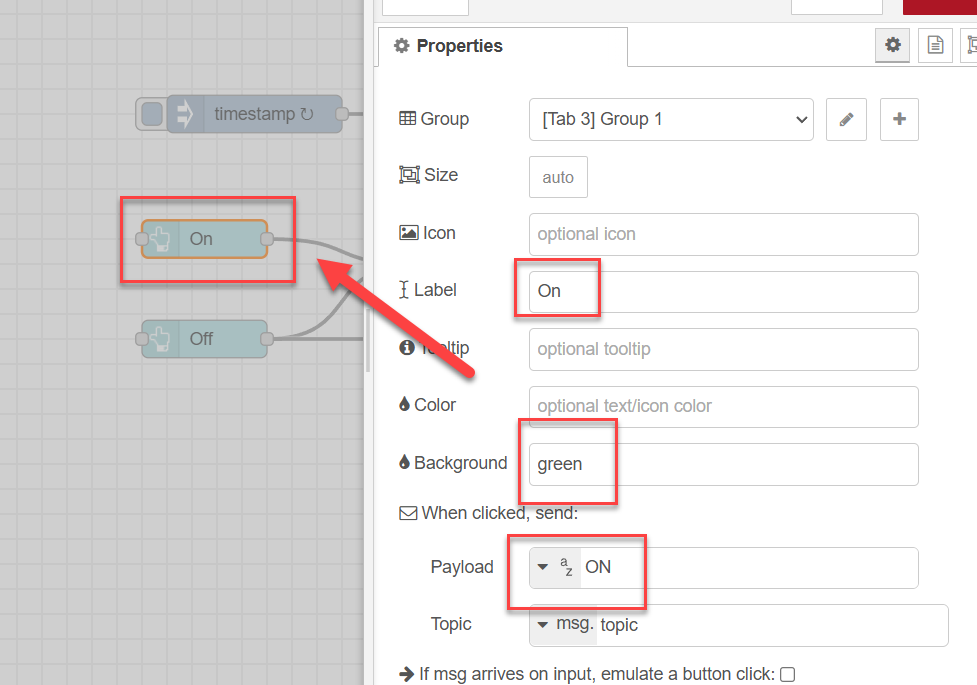 Properties
timestamp ↻
Group [Tab 3] Group 1
Size auto
On
Icon optional icon
Label On
Off
Tooltip optional tooltip
Color optional text/icon color
Background green
When clicked, send:
Payload az ON
Topic msg. topic
If msg arrives on input, emulate a button click: